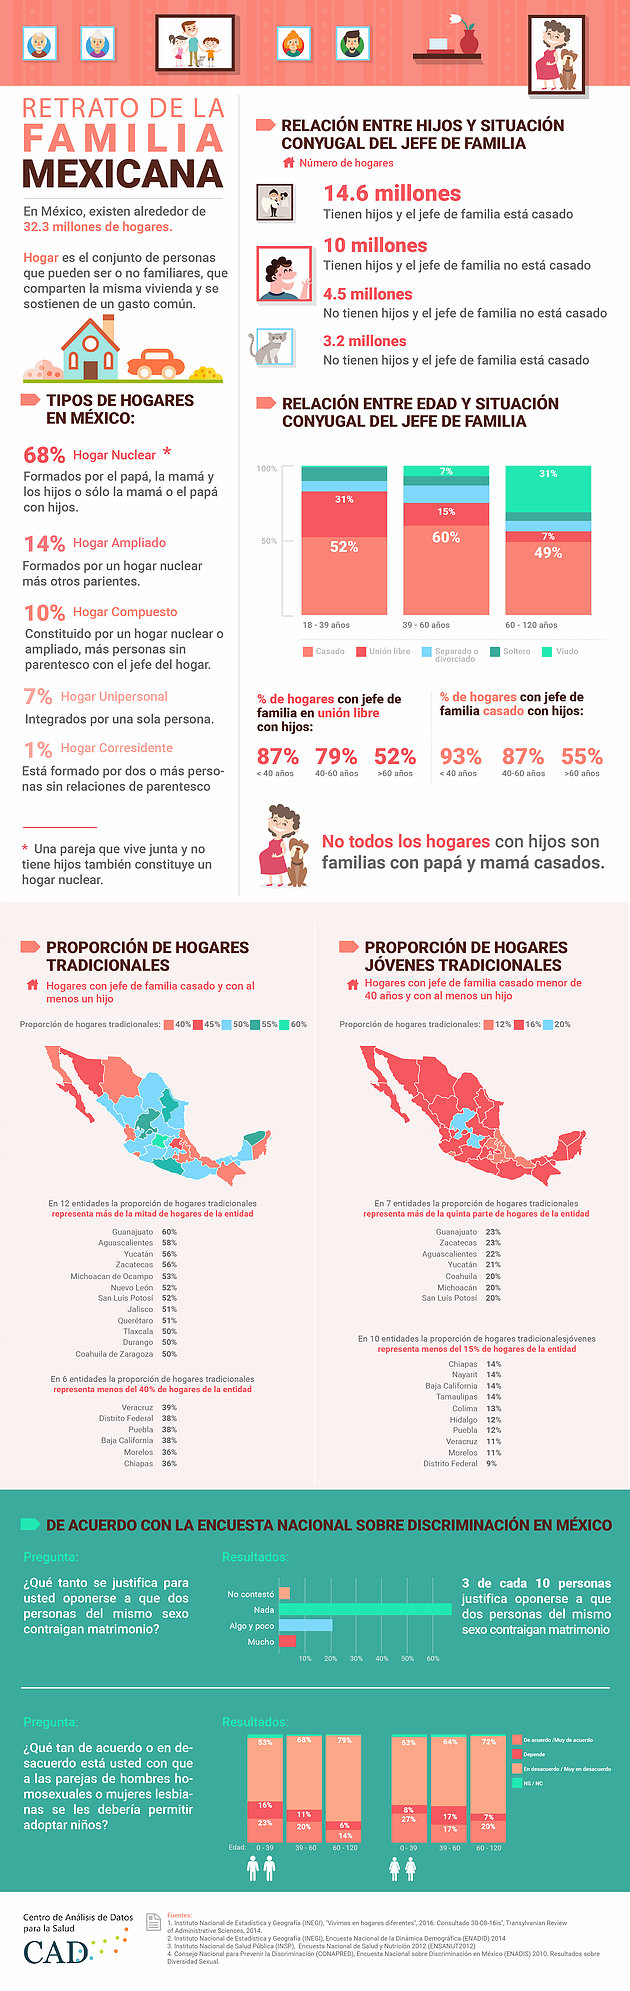 RETRATO DE LA
FAMILIA
MEXICANA
En México, existen alrededor de
32.3 millones de hogares.
Hogar es el conjunto de personas
que pueden ser o no familiares, que
comparten la misma vivienda y se
sostienen de un gasto común.
TIPOS DE HOGARES
EN MÉXICO:
68% Hogar Nuclear *
Formados por el papá, la mamá y
los hijos o sólo la mamá o el papá
con hijos.
14% Hogar Ampliado
Formados por un hogar nuclear
más otros parientes.
10% Hogar Compuesto
Constituido por un hogar nuclear o
ampliado, más personas sin
parentesco con el jefe del hogar.
7% Hogar Unipersonal
Integrados por una sola persona.
1% Hogar Corresidente
Está formado por dos o más perso-
nas sin relaciones de parentesco
* Una pareja que vive junta y no
tiene hijos también constituye un
hogar nuclear.
RELACIÓN ENTRE HIJOS Y SITUACIÓN
CONYUGAL DEL JEFE DE FAMILIA
Número de hogares
14.6 millones
Tienen hijos y el jefe de familia está casado
10 millones
Tienen hijos y el jefe de familia no está casado
4.5 millones
No tienen hijos y el jefe de familia no está casado
3.2 millones
No tienen hijos y el jefe de familia está casado
RELACIÓN ENTRE EDAD Y SITUACIÓN
CONYUGAL DEL JEFE DE FAMILIA
100%
50%
31%
52%
7%
15%
60%
31%
7%
49%
18 - 39 años
39 - 60 años
60 - 120 años
Casado
Unión libre
Separado o
divorciado
Soltero
Viudo
% de hogares con jefe de
familia en unión libre
con hijos:
87% 79% 52%
< 40 años 40-60 años >60 años
% de hogares con jefe de
familia casado con hijos:
93% 87% 55%
< 40 años 40-60 años >60 años
No todos los hogares con hijos son
familias con papá y mamá casados.
PROPORCIÓN DE HOGARES
TRADICIONALES
Hogares con jefe de familia casado y con al
menos un hijo
Proporción de hogares tradicionales: 40% 45% 50% 55% 60%
En 12 entidades la proporción de hogares tradicionales
representa más de la mitad de hogares de la entidad
Guanajuato 60%
Aguascalientes 58%
Yucatán 56%
Zacatecas 56%
Michoacan de Ocampo 53%
Nuevo León 52%
San Luís Potosí 52%
Jalisco 51%
Querétaro 51%
Tlaxcala 50%
Durango 50%
Coahuila de Zaragoza 50%
En 6 entidades la proporción de hogares tradicionales
representa menos del 40% de hogares de la entidad
Veracruz 39%
Distrito Federal 38%
Puebla 38%
Baja California 38%
Morelos 36%
Chiapas 36%
PROPORCIÓN DE HOGARES
JÓVENES TRADICIONALES
Hogares con jefe de familia casado menor de
40 años y con al menos un hijo
Proporción de hogares tradicionales: 12% 16% 20%
En 7 entidades la proporción de hogares tradicionales
representa más de la quinta parte de hogares de la entidad
Guanajuato 23%
Zacatecas 23%
Aguascalientes 22%
Yucatán 21%
Coahuila 20%
Michoacán 20%
San Luís Potosí 20%
En 10 entidades la proporción de hogares tradicionalesjóvenes
representa menos del 15% de hogares de la entidad
Chiapas 14%
Nayarit 14%
Baja California 14%
Tamaulipas 14%
Colima 13%
Hidalgo 12%
Puebla 12%
Veracruz 11%
Morelos 11%
Distrito Federal 9%
DE ACUERDO CON LA ENCUESTA NACIONAL SOBRE DISCRIMINACIÓN EN MÉXICO
Pregunta:
¿Qué tanto se justifica para
usted oponerse a que dos
personas del mismo sexo
contraigan matrimonio?
Resultados:
No contestó
Nada
Algo y poco
Mucho
10% 20% 30% 40% 50% 60%
3 de cada 10 personas
justifica oponerse a que
dos personas del mismo
sexo contraigan matrimonio
Pregunta:
¿Qué tan de acuerdo o en de-
sacuerdo está usted con que
a las parejas de hombres ho-
mosexuales o mujeres lesbia-
nas se les debería permitir
adoptar niños?
Resultados:
53% 68% 79%
16% 11% 6%
23% 20% 14%
63% 64% 72%
8% 17% 7%
27% 17% 20%
Edad: 0 - 39 39 - 60 60 - 120
0 - 39 39 - 60 60 - 120
De acuerdo /Muy de acuerdo
Depende
En desacuerdo / Muy en desacuerdo
NS / NC
Centro de Análisis de Datos
para la Salud
CAD
Fuentes:
1. Instituto Nacional de Estadística y Geografía (INEGI), "Vivimos en hogares diferentes", 2016. Consultado 30-08-16is", Transylvanian Review
of Administrative Sciences, 2014.
2. Instituto Nacional de Estadística y Geografía (INEGI), Encuesta Nacional de la Dinámica Demográfica (ENADID) 2014
3. Instituto Nacional de Salud Pública (INSP), Encuesta Nacional de Salud y Nutrición 2012 (ENSANUT2012)
4. Consejo Nacional para Prevenir la Discriminación (CONAPRED), Encuesta Nacional sobre Discriminación en México (ENADIS) 2010. Resultados sobre
Diversidad Sexual.